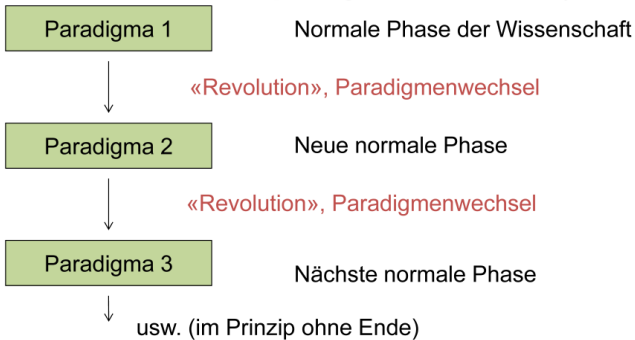 Paradigma 1
Normale Phase der Wissenschaft
«Revolution», Paradigmenwechsel
Paradigma 2
Neue normale Phase
«Revolution», Paradigmenwechsel
Paradigma 3
Nächste normale Phase
usw. (im Prinzip ohne Ende)